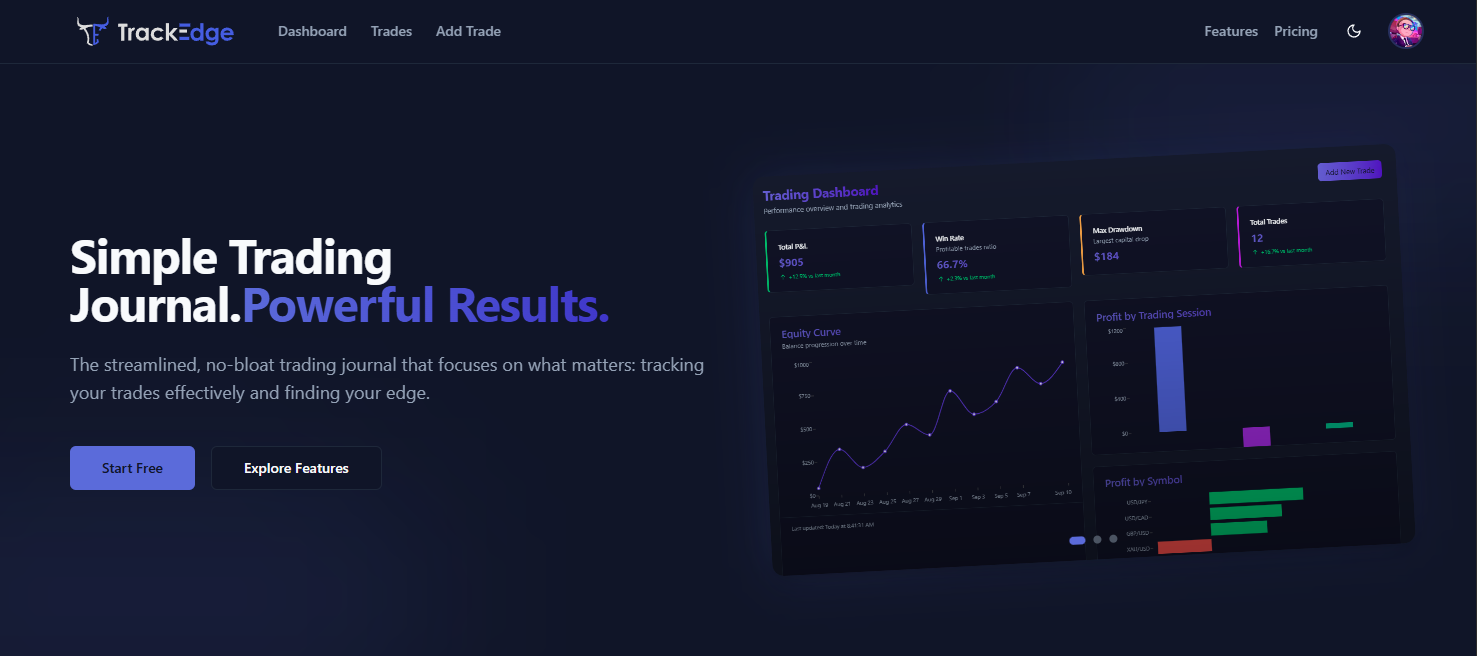 TrackEdge
Dashboard
Trades
Add Trade
Features
Pricing
Simple Trading
Journal.Powerful Results.
The streamlined, no-bloat trading journal that focuses on what matters: tracking
your trades effectively and finding your edge.
Start Free
Explore Features
Trading Dashboard
Performance overview and trading analytics
Add New Trade
Total P&L
$905
↑ +12.5% vs last month
Win Rate
Profitable trades ratio
66.7%
↑ +2.3% vs last month
Max Drawdown
Largest capital drop
$184
Total Trades
12
↑ +16.7% vs last month
Equity Curve
Balance progression over time
$1000
$750
$500
$250
$0
Aug 19 Aug 21 Aug 23 Aug 25 Aug 27 Aug 29 Sep 1 Sep 3 Sep 5 Sep 7 Sep 10
Last updated: Today at 8:41:31 AM
Profit by Trading Session
$1200
$800
$400
$0
Profit by Symbol
USD/JPY
USD/CAD
GBP/USD
XAU/USD